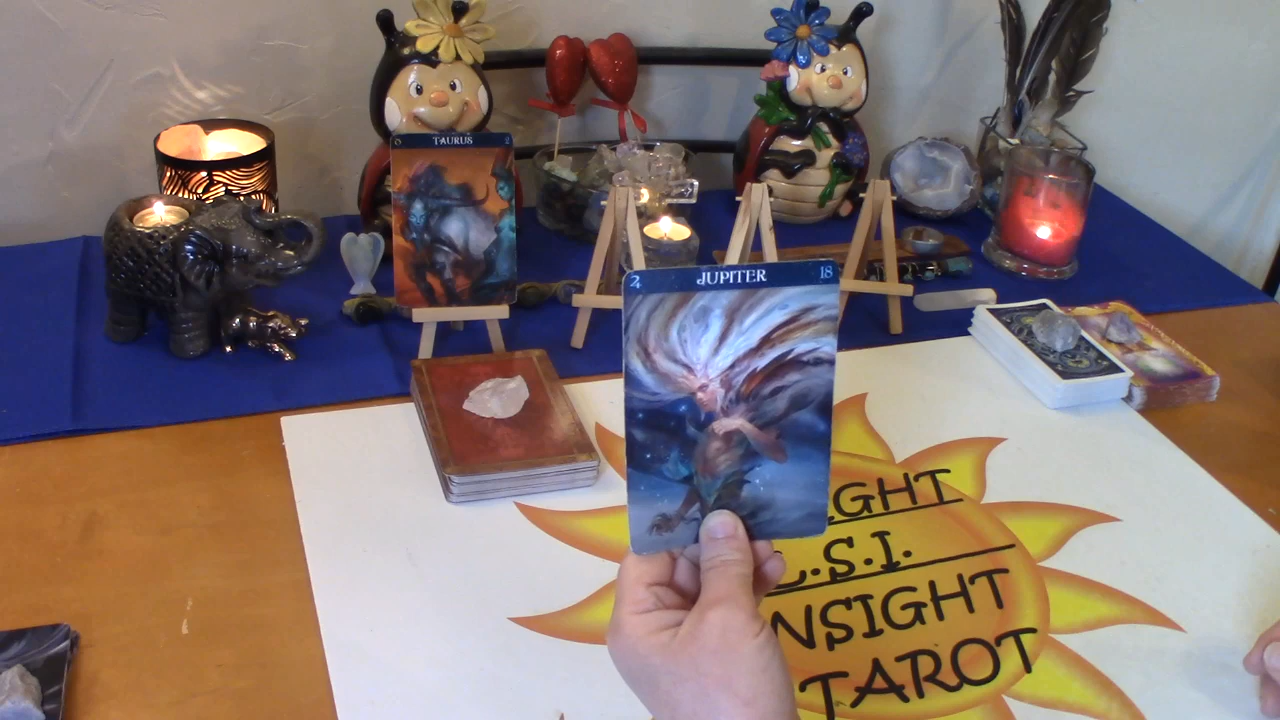 TAURUS 2
JUPITER 18
GHT
.S.I.
NSIGHT
TAROT